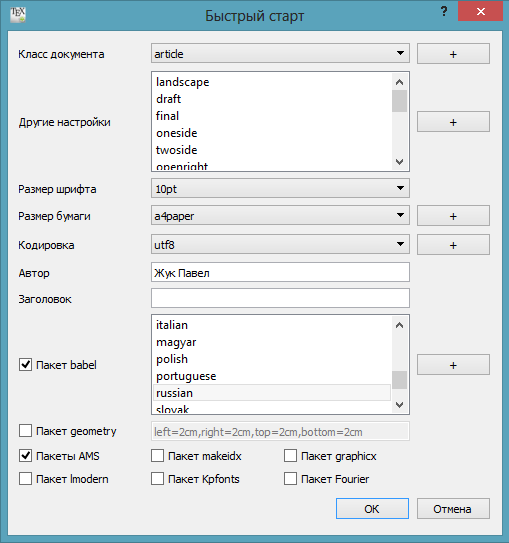 TEX
Быстрый старт
?
Класс документа
article
+
landscape
draft
final
oneside
twoside
openright
Другие настройки
+
Размер шрифта
10pt
Размер бумаги
a4paper
+
Кодировка
utf8
+
Автор
Жук Павел
Заголовок
italian
magyar
polish
portuguese
russian
slovak
Пакет babel
+
Пакет geometry
left=2cm,right=2cm,top=2cm,bottom=2cm
Пакеты AMS
Пакет makeidx
Пакет graphicx
Пакет lmodern
Пакет Kpfonts
Пакет Fourier
OK
Отмена